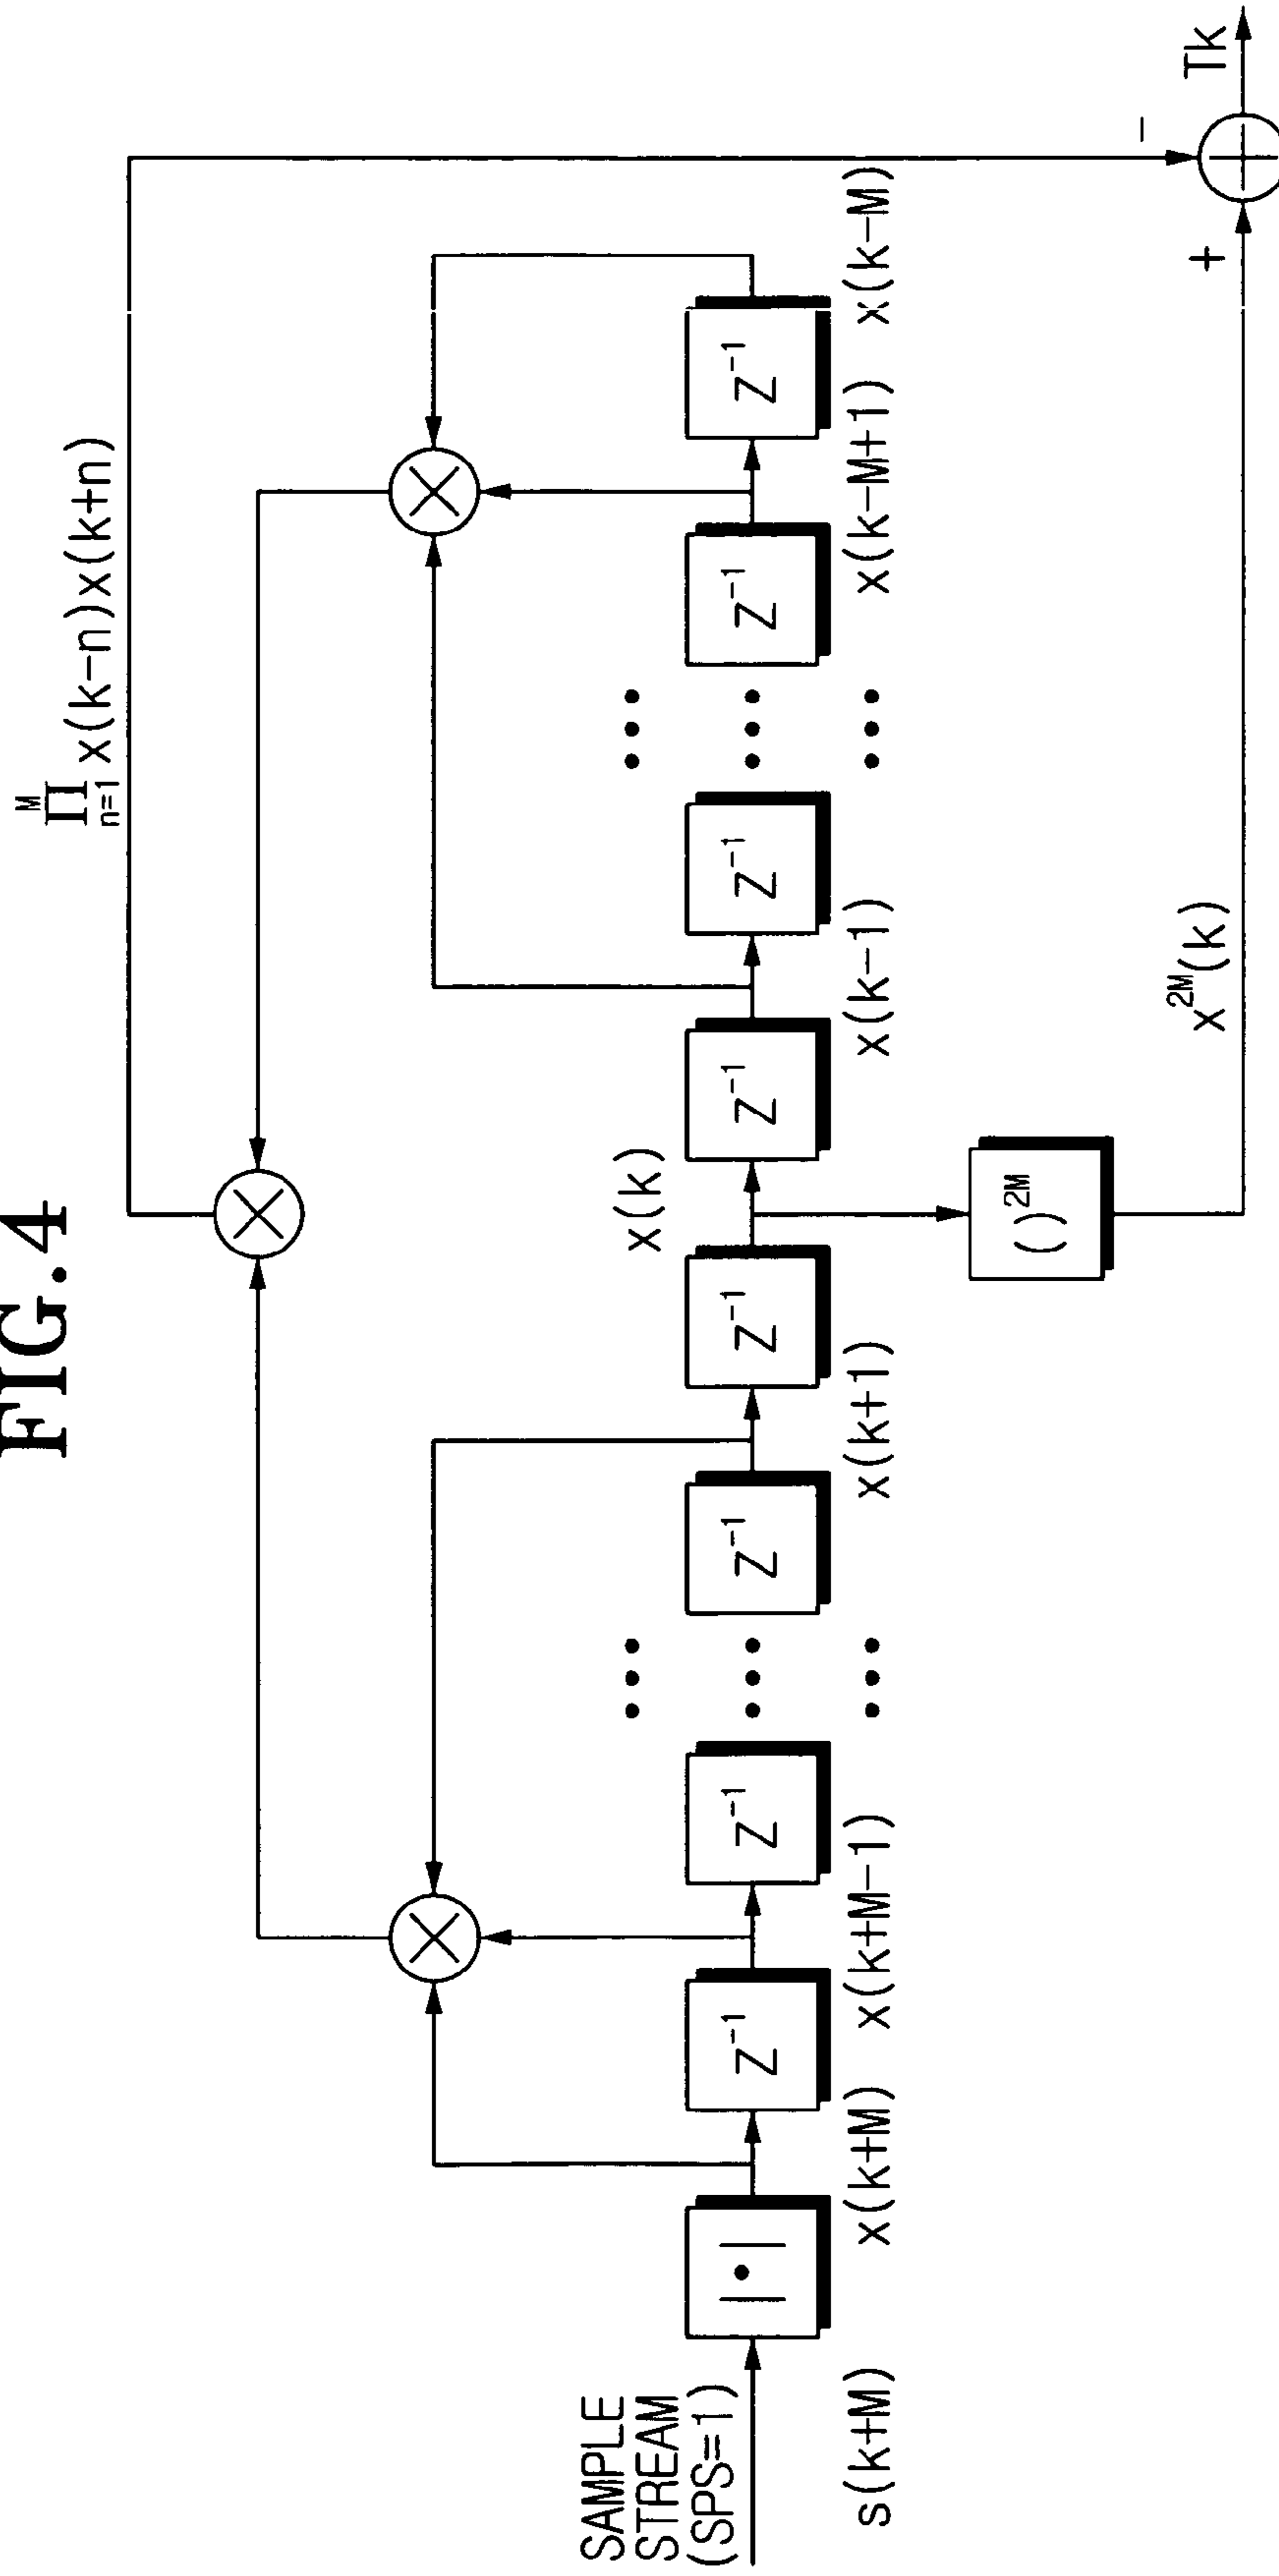 FIG.4
M
∏ x(k-n)x(k+n)
n=1
SAMPLE
STREAM
(SPS=1)
s(k+M)
|•|
x(k+M)
Z⁻¹
x(k+M-1)
Z⁻¹
• • •
• • •
• • •
Z⁻¹
x(k+1)
Z⁻¹
x(k)
Z⁻¹
x(k-1)
Z⁻¹
• • •
• • •
• • •
Z⁻¹
x(k-M+1)
Z⁻¹
x(k-M)
( )²ᴹ
x²ᴹ(k)
+
-
Tk